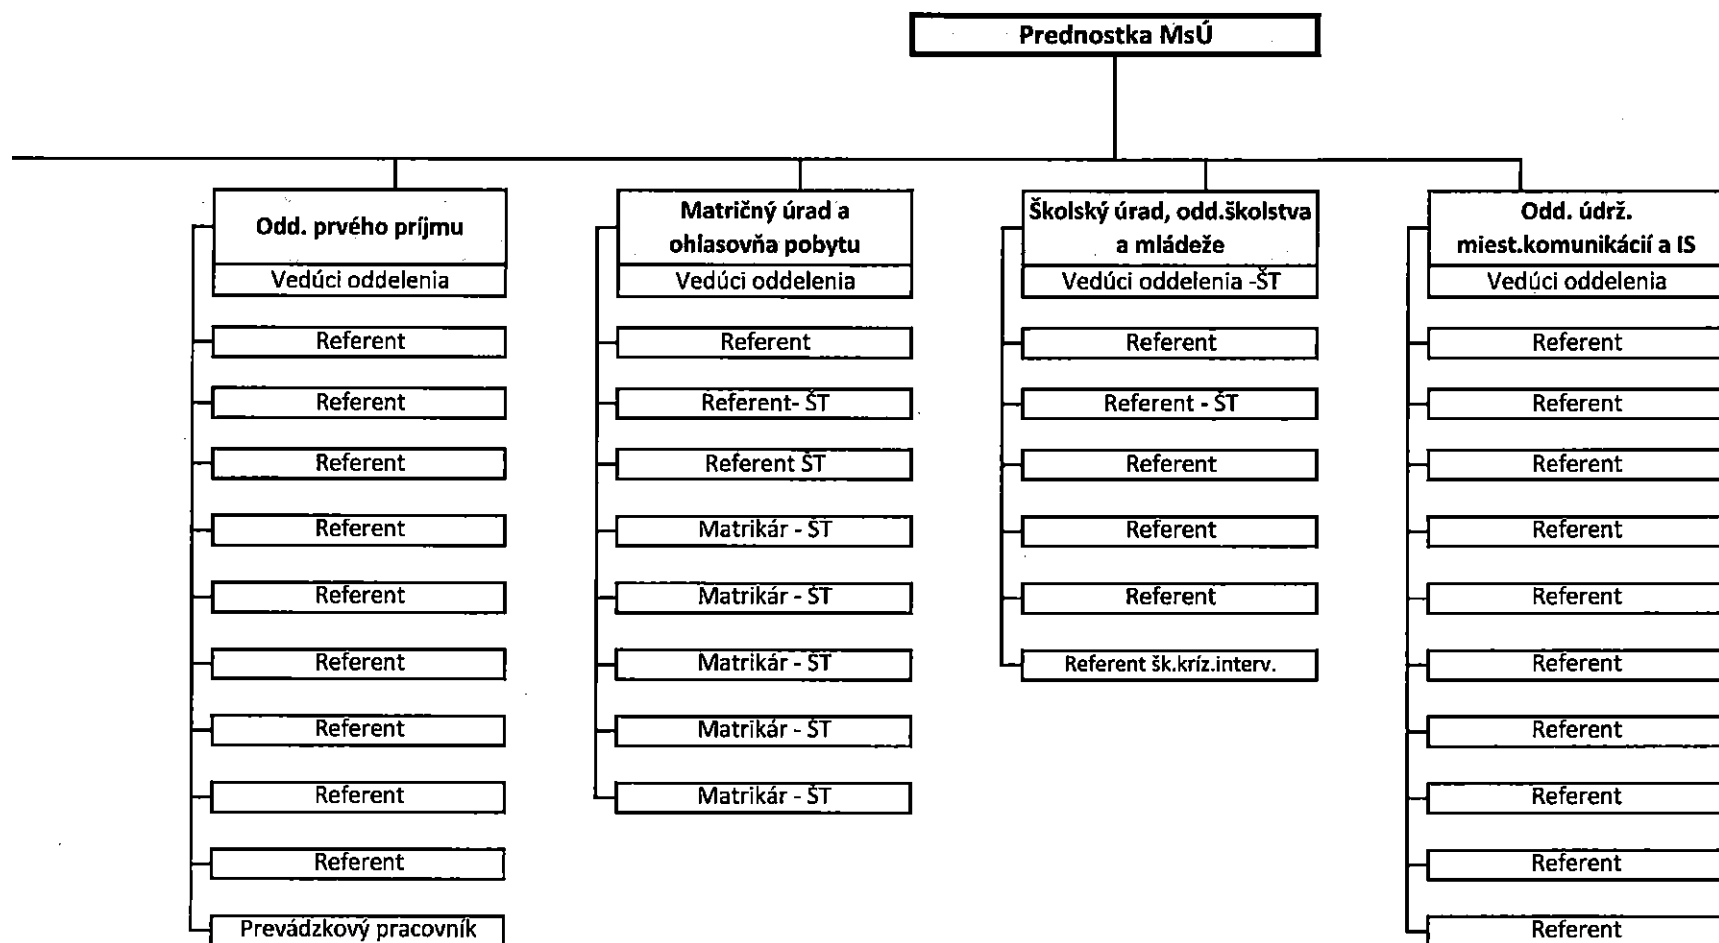 Prednostka MsÚ
Odd. prvého príjmu
Vedúci oddelenia
Referent
Referent
Referent
Referent
Referent
Referent
Referent
Referent
Referent
Prevádzkový pracovník
Matričný úrad a
ohlasovňa pobytu
Vedúci oddelenia
Referent
Referent- ŠT
Referent ŠT
Matrikár - ŠT
Matrikár - ŠT
Matrikár - ŠT
Matrikár - ŠT
Matrikár - ŠT
Školský úrad, odd.školstva
a mládeže
Vedúci oddelenia -ŠT
Referent
Referent - ŠT
Referent
Referent
Referent
Referent šk.kríz.interv.
Odd. údrž.
miest.komunikácií a IS
Vedúci oddelenia
Referent
Referent
Referent
Referent
Referent
Referent
Referent
Referent
Referent
Referent